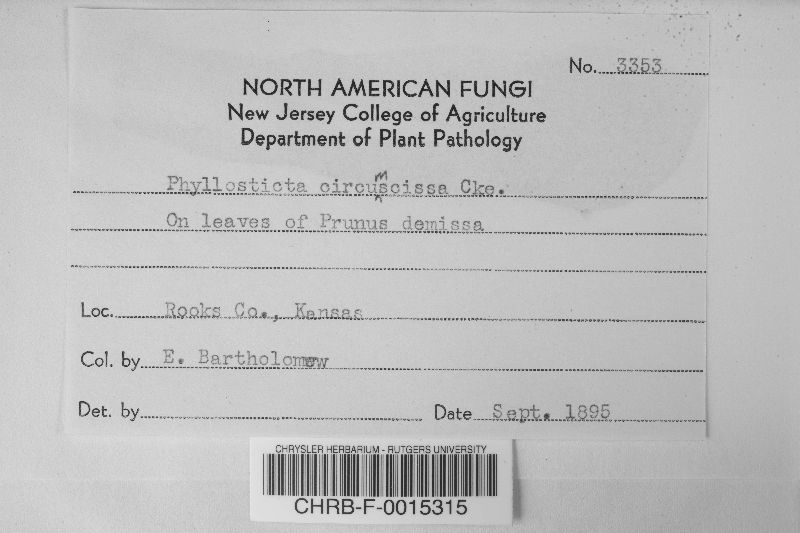 No. 3353
NORTH AMERICAN FUNGI
New Jersey College of Agriculture
Department of Plant Pathology
Phyllosticta circumscissa Cke.
On leaves of Prunus demissa
Loc. Rooks Co., Kansas
Col. by E. Bartholomew
Det. by
Date Sept. 1895
CHRYSLER HERBARIUM - RUTGERS UNIVERSITY
CHRB-F-0015315